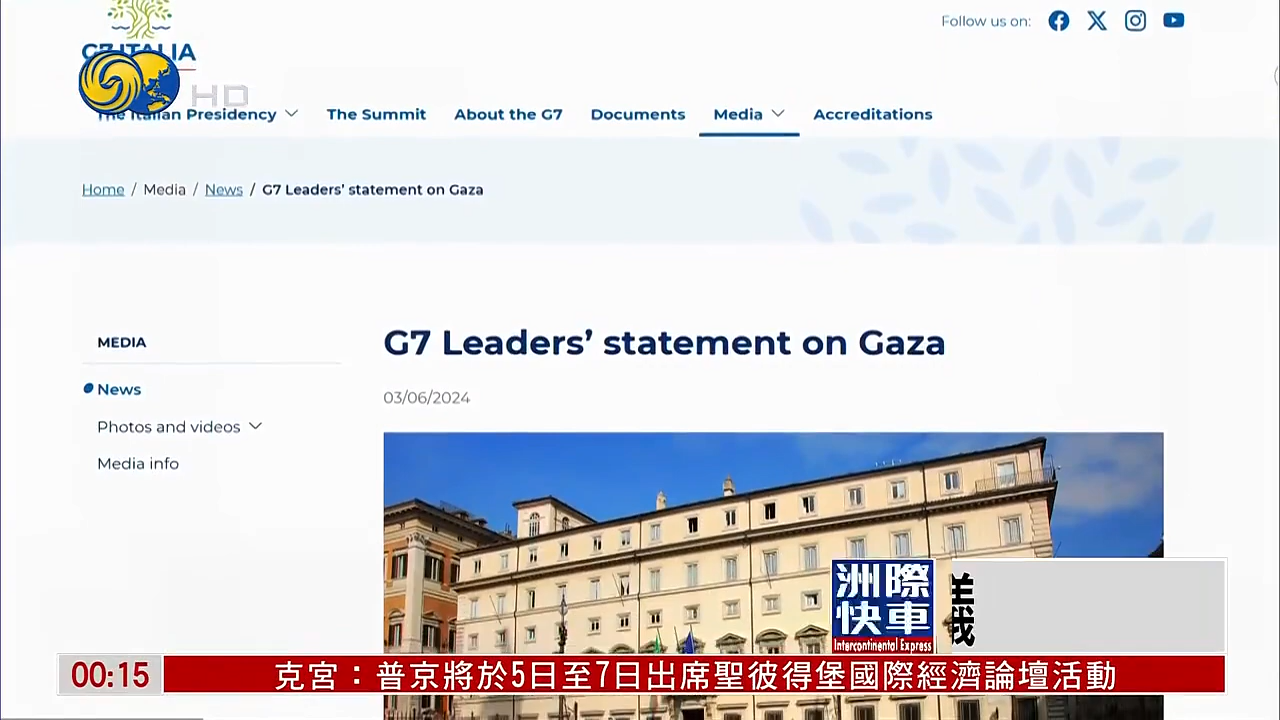 G7 ITALIA
Follow us on:
HD
The Italian Presidency
The Summit
About the G7
Documents
Media
Accreditations
Home / Media / News / G7 Leaders’ statement on Gaza
MEDIA
News
Photos and videos
Media info
G7 Leaders’ statement on Gaza
03/06/2024
洲際
快車
Intercontinental Express
00:15
克宮：普京將於5日至7日出席聖彼得堡國際經濟論壇活動